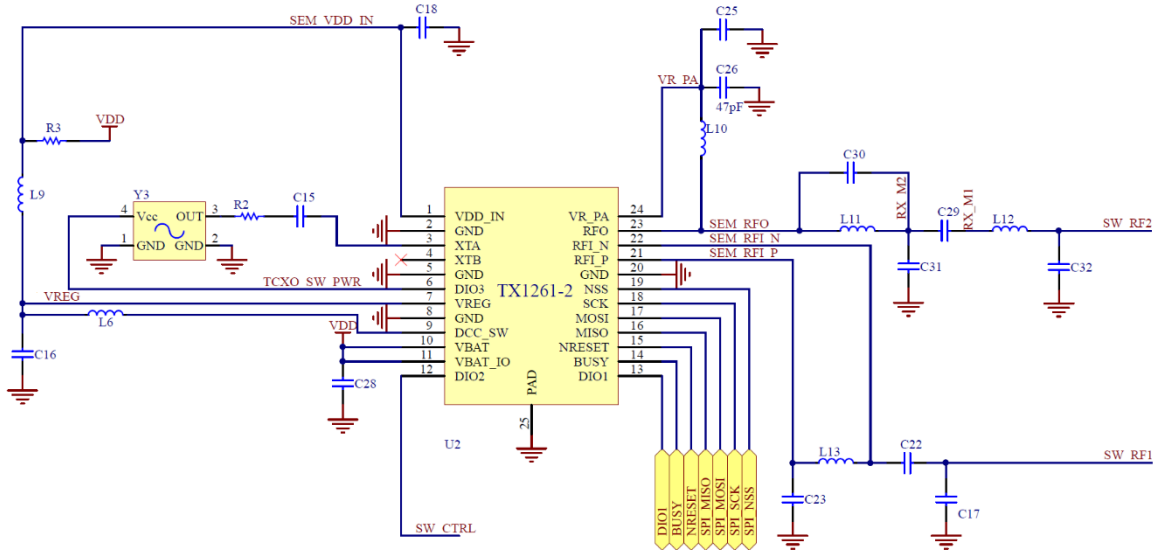 C25
C18
SEM_VDD_IN
C26
VR_PA
47pF
VDD
R3
L10
C30
L9
Y3
C15
R2
4 Vcc OUT 3
1 GND GND 2
RX_M2
RX_M1
C29
L11
L12
SW_RF2
SEM_RFO
SEM_RFI_N
SEM_RFI_P
C31
C32
1 VDD_IN VR_PA 24
2 GND RFO 23
3 XTA RFI_N 22
4 XTB RFI_P 21
5 GND GND 20
6 DIO3 NSS 19
7 VREG SCK 18
8 GND MOSI 17
9 DCC_SW MISO 16
10 VBAT NRESET 15
11 VBAT_IO BUSY 14
12 DIO2 DIO1 13
TX1261-2
PAD
25
U2
TCXO_SW_PWR
VREG
L6
VDD
C16
C28
SW_CTRL
DIO1
BUSY
NRESET
SPI_MISO
SPI_MOSI
SPI_SCK
SPI_NSS
L13
C22
SW_RF1
C23
C17